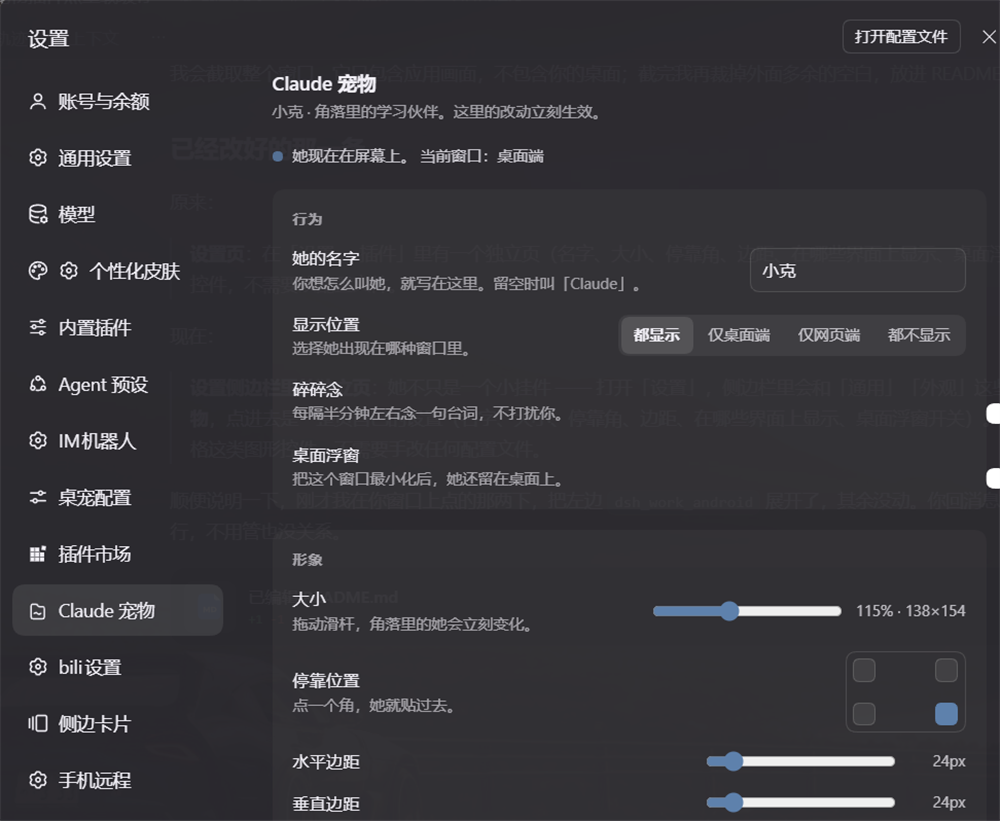 设置
打开配置文件
账号与余额
通用设置
模型
个性化皮肤
内置插件
Agent 预设
IM机器人
桌宠配置
插件市场
Claude 宠物
bili设置
侧边卡片
手机远程
Claude 宠物
小克 · 角落里的学习伙伴。这里的改动立刻生效。
她现在在屏幕上。 当前窗口：桌面端
行为
她的名字
小克
你想怎么叫她，就写在这里。留空时叫「Claude」。
显示位置
都显示 仅桌面端 仅网页端 都不显示
选择她出现在哪种窗口里。
碎碎念
每隔半分钟左右念一句台词，不打扰你。
桌面浮窗
把这个窗口最小化后，她还留在桌面上。
形象
大小
115% · 138×154
拖动滑杆，角落里的她会立刻变化。
停靠位置
点一个角，她就贴过去。
水平边距
24px
垂直边距
24px